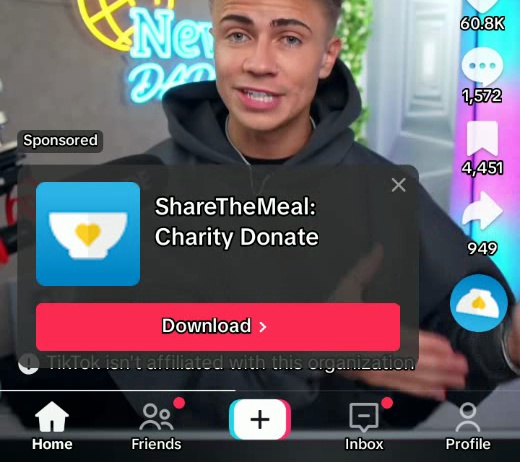 New
60.8K
1,572
Sponsored
4,451
ShareTheMeal:
Charity Donate
949
Download >
TikTok isn't affiliated with this organization
Home
Friends
Inbox
Profile